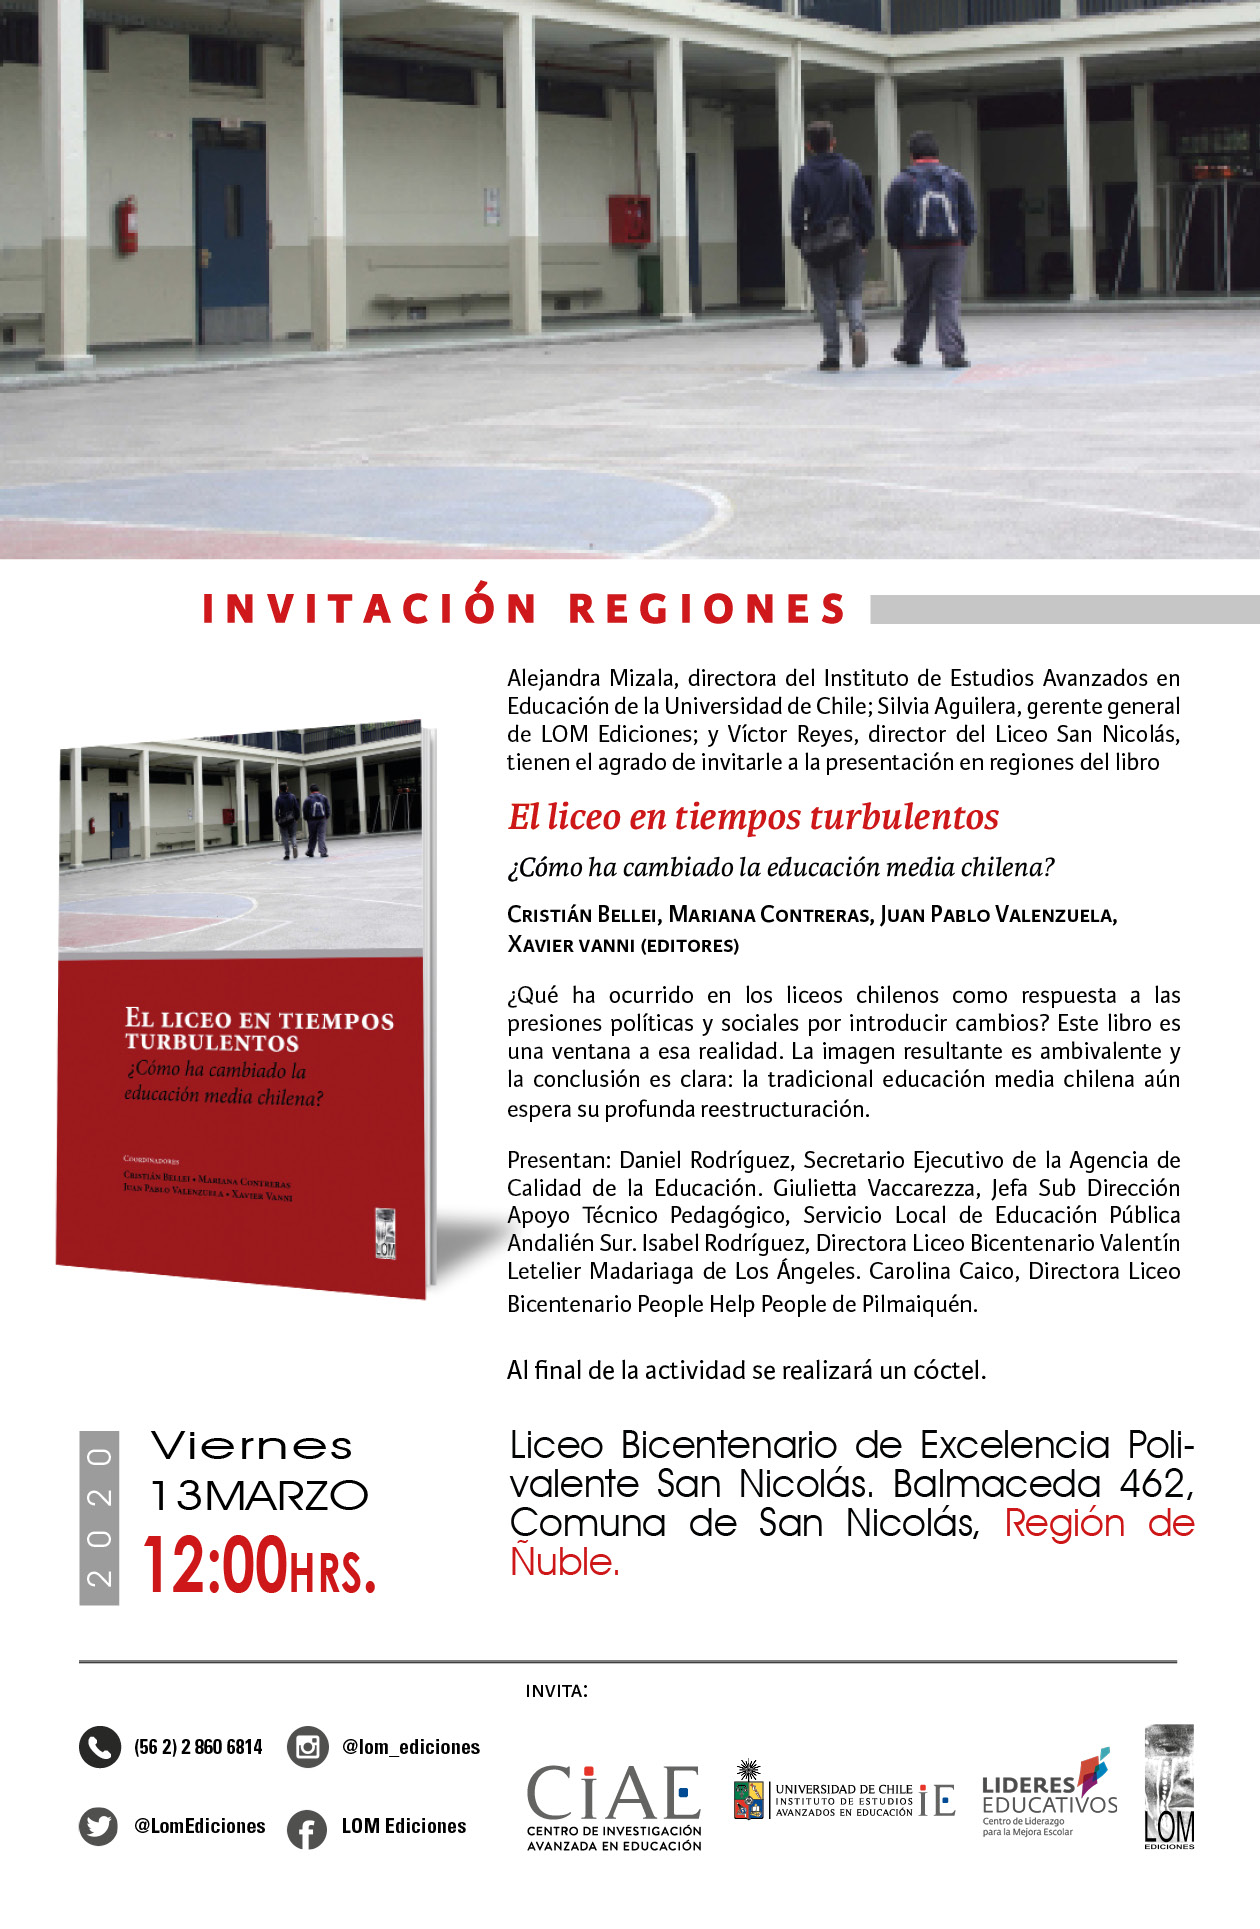 INVITACIÓN REGIONES
Alejandra Mizala, directora del Instituto de Estudios Avanzados en
Educación de la Universidad de Chile; Silvia Aguilera, gerente general
de LOM Ediciones; y Víctor Reyes, director del Liceo San Nicolás,
tienen el agrado de invitarle a la presentación en regiones del libro
El liceo en tiempos turbulentos
¿Cómo ha cambiado la educación media chilena?
CRISTIÁN BELLEI, MARIANA CONTRERAS, JUAN PABLO VALENZUELA,
XAVIER VANNI (EDITORES)
¿Qué ha ocurrido en los liceos chilenos como respuesta a las
presiones políticas y sociales por introducir cambios? Este libro es
una ventana a esa realidad. La imagen resultante es ambivalente y
la conclusión es clara: la tradicional educación media chilena aún
espera su profunda reestructuración.
Presentan: Daniel Rodríguez, Secretario Ejecutivo de la Agencia de
Calidad de la Educación. Giulietta Vaccarezza, Jefa Sub Dirección
Apoyo Técnico Pedagógico, Servicio Local de Educación Pública
Andalién Sur. Isabel Rodríguez, Directora Liceo Bicentenario Valentín
Letelier Madariaga de Los Ángeles. Carolina Caico, Directora Liceo
Bicentenario People Help People de Pilmaiquén.
Al final de la actividad se realizará un cóctel.
EL LICEO EN TIEMPOS
TURBULENTOS
¿Cómo ha cambiado la
educación media chilena?
COORDINADORES
CRISTIÁN BELLEI • MARIANA CONTRERAS
JUAN PABLO VALENZUELA • XAVIER VANNI
LOM
2020
Viernes
13MARZO
12:00HRS.
Liceo Bicentenario de Excelencia Poli-
valente San Nicolás. Balmaceda 462,
Comuna de San Nicolás, Región de
Ñuble.
INVITA:
(56 2) 2 860 6814
@lom_ediciones
@LomEdiciones
LOM Ediciones
CiAE
CENTRO DE INVESTIGACIÓN
AVANZADA EN EDUCACIÓN
UNIVERSIDAD DE CHILE
INSTITUTO DE ESTUDIOS
AVANZADOS EN EDUCACIÓN
iE
LIDERES
EDUCATIVOS
Centro de Liderazgo
para la Mejora Escolar
LOM
EDICIONES